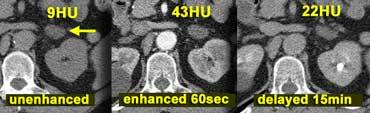 9HU
43HU
22HU
unenhanced
enhanced 60sec
delayed 15min